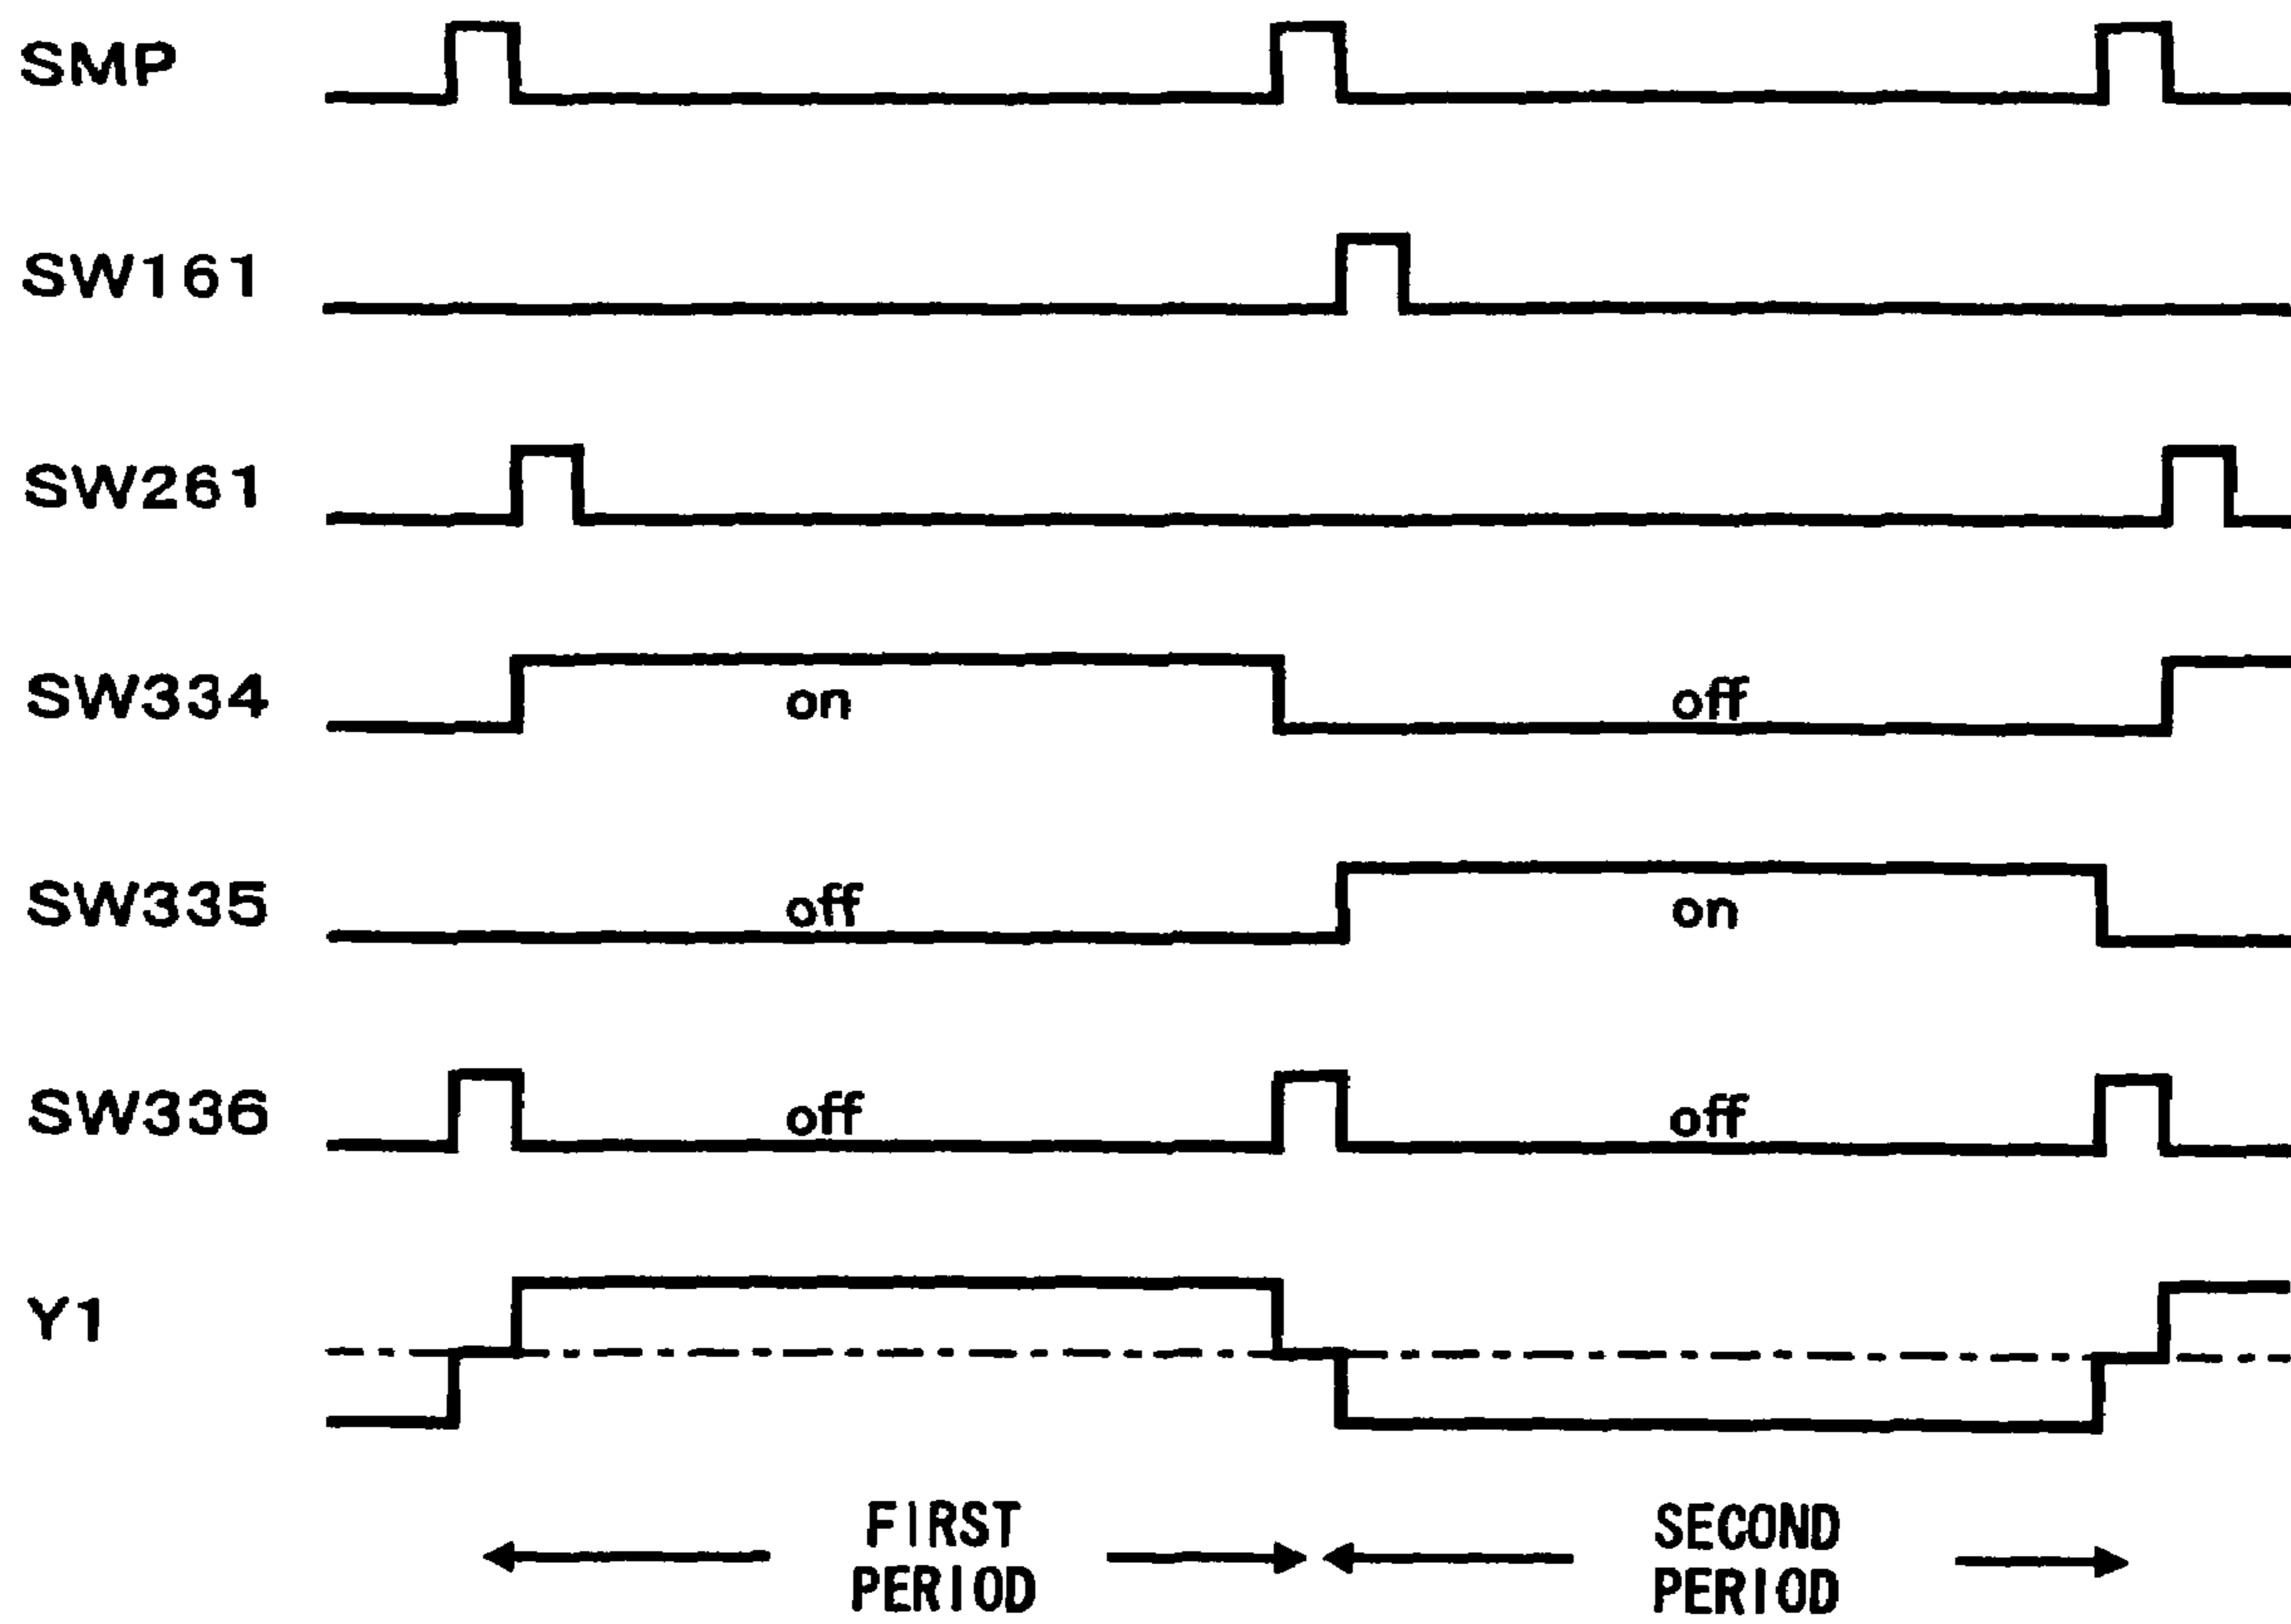 SMP
SW161
SW261
SW334
on
off
SW335
off
on
SW336
off
off
Y1
FIRST
PERIOD
SECOND
PERIOD